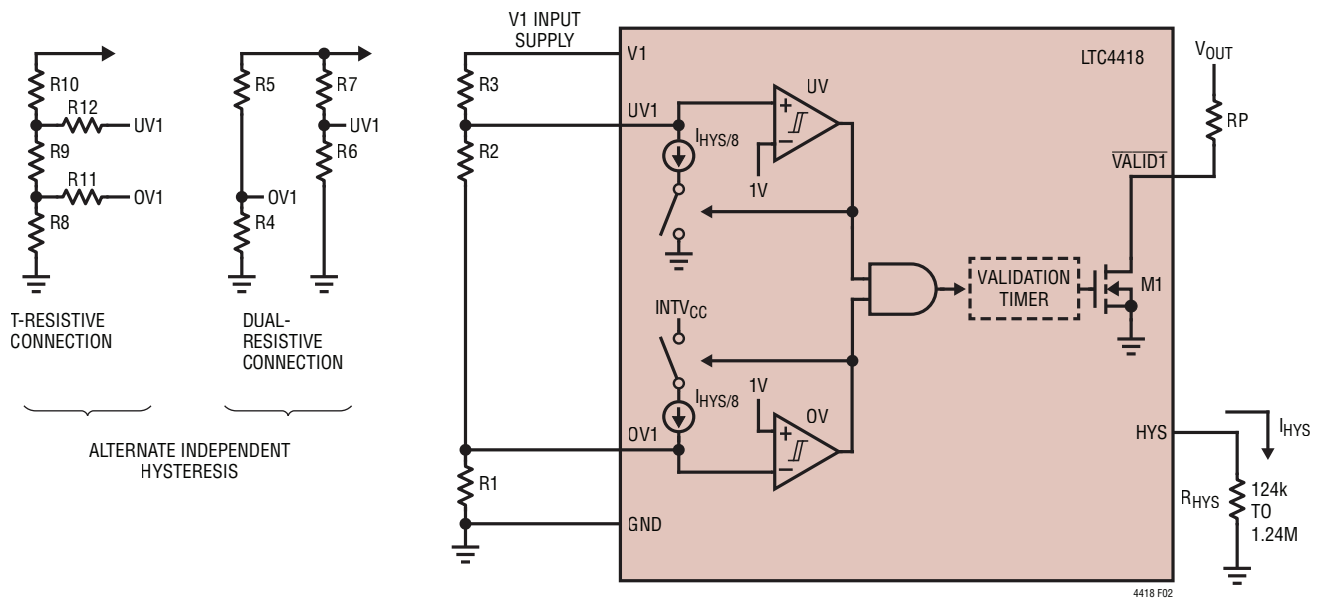 R10
R12
UV1
R9
R11
OV1
R8
T-RESISTIVE
CONNECTION
R5
R7
UV1
R6
OV1
R4
DUAL-
RESISTIVE
CONNECTION
ALTERNATE INDEPENDENT
HYSTERESIS
V1 INPUT
SUPPLY
R3
R2
R1
V1
UV1
OV1
GND
LTC4418
UV
+
−
IHYS/8
1V
INTVCC
IHYS/8
1V
OV
+
−
VALIDATION
TIMER
M1
VOUT
RP
VALID1
HYS
IHYS
RHYS
124k
TO
1.24M
4418 F02